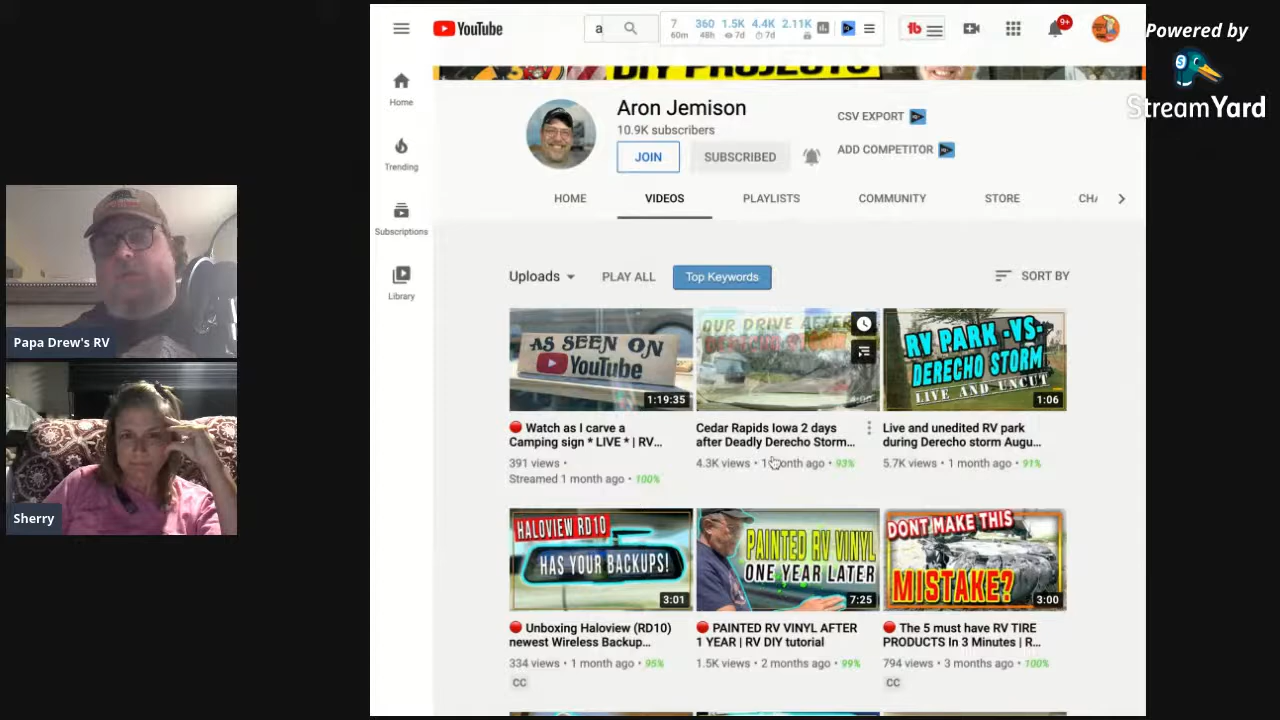 YouTube
a
7 360 1.5K 4.4K 2.11K
60m 48h 7d 7d
tb
9+
Powered by
StreamYard
Home
Trending
Subscriptions
Library
DIY PROJECTS
Aron Jemison
10.9K subscribers
JOIN
SUBSCRIBED
CSV EXPORT
ADD COMPETITOR
HOME
VIDEOS
PLAYLISTS
COMMUNITY
STORE
CHA
Uploads
PLAY ALL
Top Keywords
SORT BY
AS SEEN ON
YouTube
1:19:35
Watch as I carve a
Camping sign * LIVE * | RV...
391 views •
Streamed 1 month ago • 100%
OUR DRIVE AFTER
DERECHO STORM
Cedar Rapids Iowa 2 days
after Deadly Derecho Storm...
4.3K views • 1 month ago • 93%
RV PARK -VS-
DERECHO STORM
LIVE AND UNCUT
1:06
Live and unedited RV park
during Derecho storm Augu...
5.7K views • 1 month ago • 91%
HALOVIEW RD10
HAS YOUR BACKUPS!
3:01
Unboxing Haloview (RD10)
newest Wireless Backup...
334 views • 1 month ago • 95%
CC
PAINTED RV VINYL
ONE YEAR LATER
7:25
PAINTED RV VINYL AFTER
1 YEAR | RV DIY tutorial
1.5K views • 2 months ago • 99%
DONT MAKE THIS
MISTAKE?
3:00
The 5 must have RV TIRE
PRODUCTS In 3 Minutes | R...
794 views • 3 months ago • 100%
CC
Papa Drew's RV
Sherry